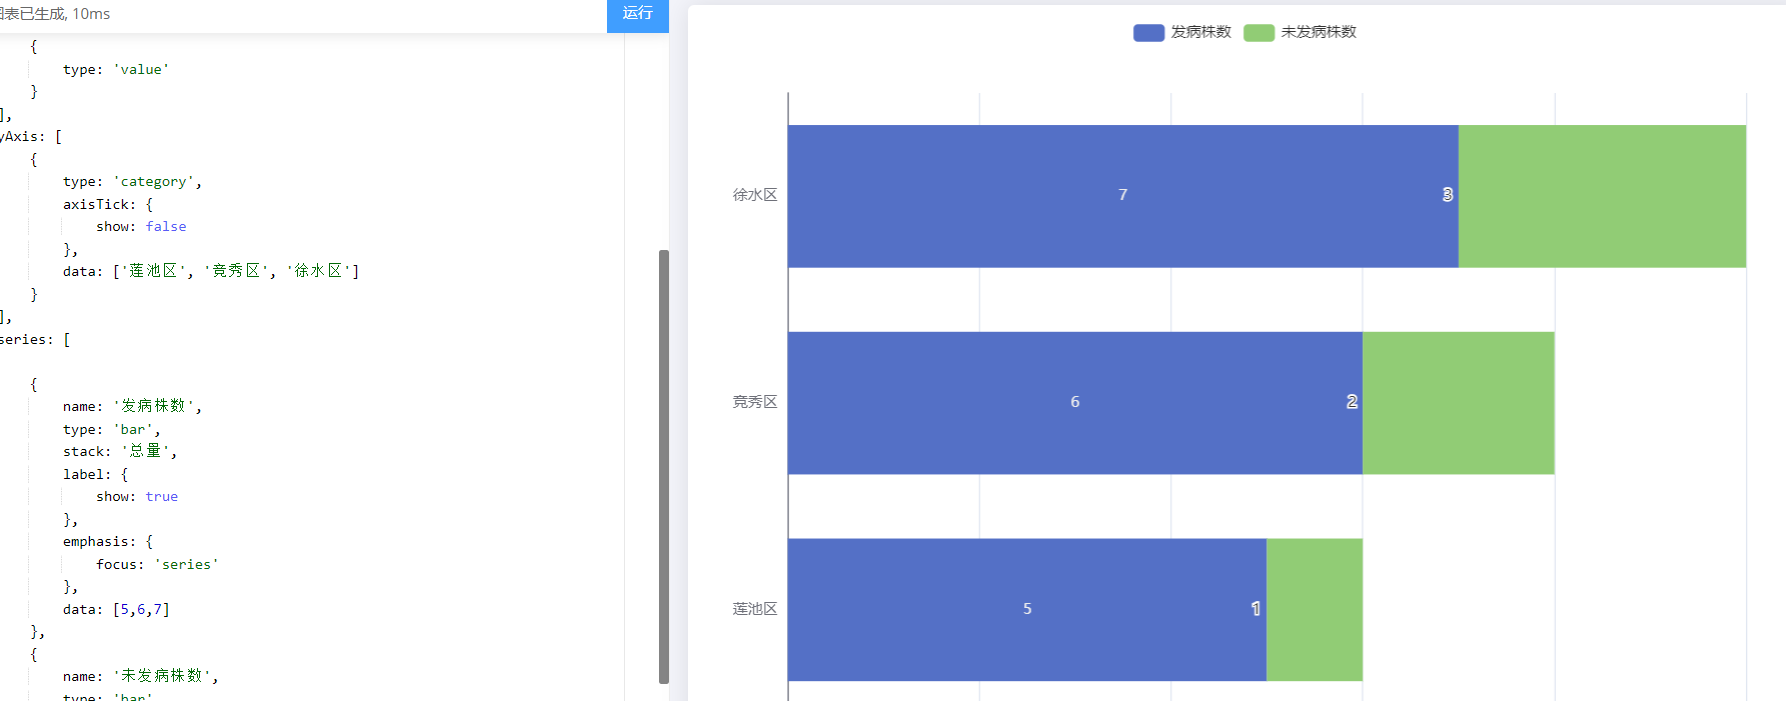 图表已生成, 10ms
运行
{
type: 'value'
}
],
yAxis: [
{
type: 'category',
axisTick: {
show: false
},
data: ['莲池区', '竞秀区', '徐水区']
}
],
series: [
{
name: '发病株数',
type: 'bar',
stack: '总量',
label: {
show: true
},
emphasis: {
focus: 'series'
},
data: [5,6,7]
},
{
name: '未发病株数',
type: 'bar'
发病株数 未发病株数
徐水区 7 3
竞秀区 6 2
莲池区 5 1